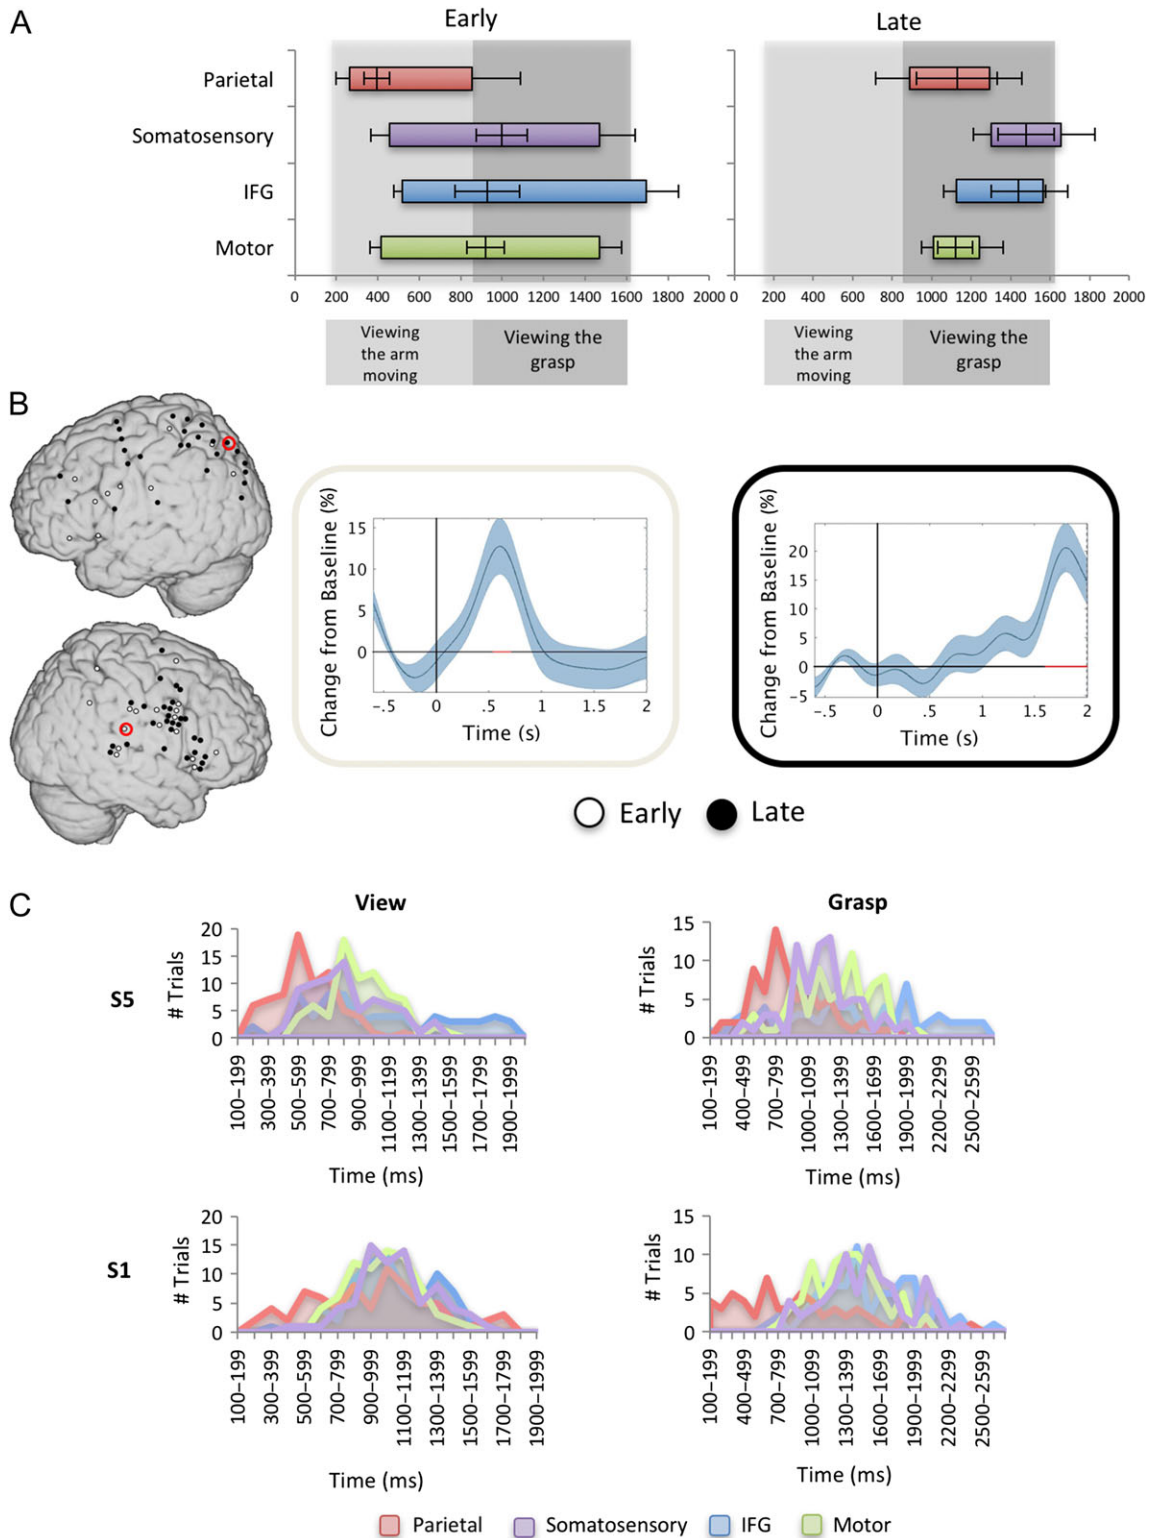 A
Early
Late
Parietal
Somatosensory
IFG
Motor
0 200 400 600 800 1000 1200 1400 1600 1800 2000
0 200 400 600 800 1000 1200 1400 1600 1800 2000
Viewing
the arm
moving
Viewing the
grasp
Viewing
the arm
moving
Viewing the
grasp
B
Change from Baseline (%)
15
10
5
0
-.5 0 .5 1 1.5 2
Time (s)
Change from Baseline (%)
20
15
10
5
0
-5
-.5 0 .5 1 1.5 2
Time (s)
Early
Late
C
View
Grasp
S5
# Trials
20
15
10
5
0
100–199
300–399
500–599
700–799
900–999
1100–1199
1300–1399
1500–1599
1700–1799
1900–1999
Time (ms)
# Trials
15
10
5
0
100–199
400–499
700–799
1000–1099
1300–1399
1600–1699
1900–1999
2200–2299
2500–2599
Time (ms)
S1
# Trials
20
15
10
5
0
100–199
300–399
500–599
700–799
900–999
1100–1199
1300–1399
1500–1599
1700–1799
1900–1999
Time (ms)
# Trials
15
10
5
0
100–199
400–499
700–799
1000–1099
1300–1399
1600–1699
1900–1999
2200–2299
2500–2599
Time (ms)
Parietal
Somatosensory
IFG
Motor